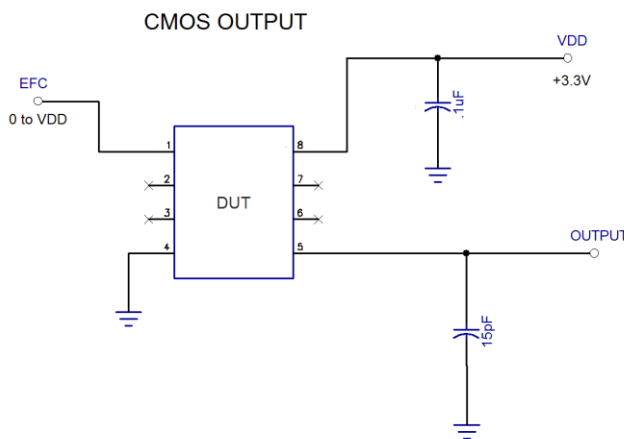 CMOS OUTPUT
VDD
+3.3V
EFC
0 to VDD
.1uF
1
8
2
7
DUT
3
6
4
5
OUTPUT
15pF